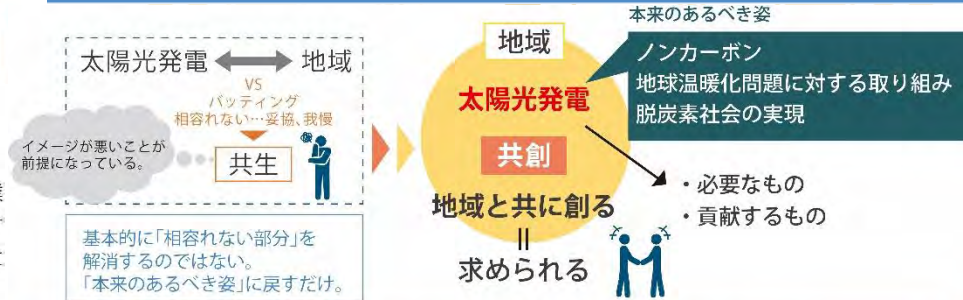 太陽光発電 地域
VS
バッティング
相容れない…妥協、我慢
イメージが悪いことが
前提になっている。
共生
基本的に「相容れない部分」を
解消するのではない。
「本来のあるべき姿」に戻すだけ。
地域
太陽光発電
共創
地域と共に創る
||
求められる
本来のあるべき姿
ノンカーボン
地球温暖化問題に対する取り組み
脱炭素社会の実現
・必要なもの
・貢献するもの